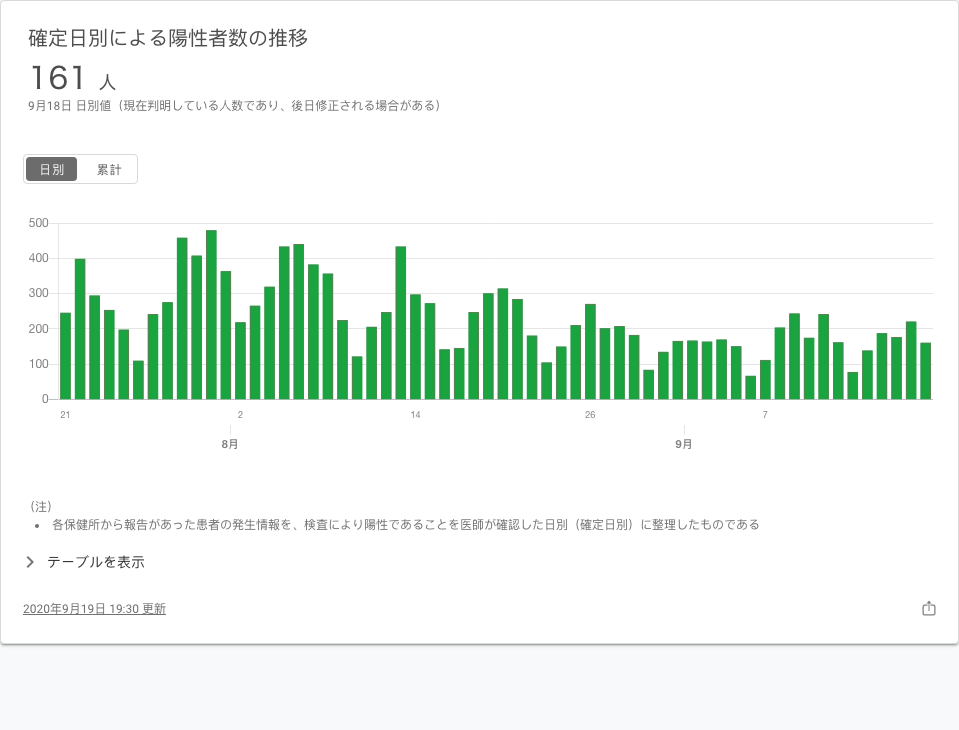 確定日別による陽性者数の推移
161 人
9月18日 日別値（現在判明している人数であり、後日修正される場合がある）
日別 累計
500
400
300
200
100
0
21 2 14 26 7
8月 9月
（注）
• 各保健所から報告があった患者の発生情報を、検査により陽性であることを医師が確認した日別（確定日別）に整理したものである
テーブルを表示
2020年9月19日 19:30 更新